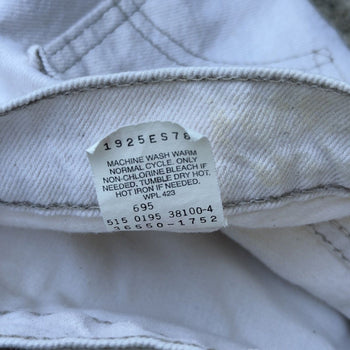 1925ES78
MACHINE WASH WARM
NORMAL CYCLE. ONLY
NON-CHLORINE BLEACH IF
NEEDED. TUMBLE DRY HOT.
HOT IRON IF NEEDED.
WPL 423
695
515 0195 38100-4
36550-1752